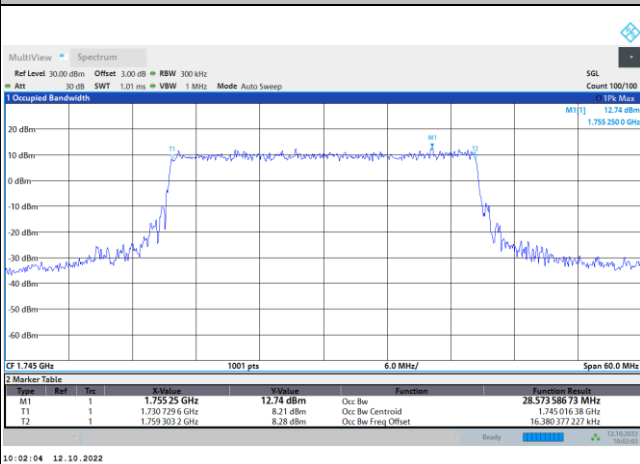 MultiView Spectrum
Ref Level 30.00 dBm Offset 3.00 dB RBW 300 kHz SGL
Att 30 dB SWT 1.01 ms VBW 1 MHz Mode Auto Sweep Count 100/100
1 Occupied Bandwidth 1Pk Max
M1[1] 12.74 dBm
1.755 250 0 GHz
20 dBm
M1
T1 T2
10 dBm
0 dBm
-10 dBm
-20 dBm
-30 dBm
-40 dBm
-50 dBm
-60 dBm
CF 1.745 GHz 1001 pts 6.0 MHz/ Span 60.0 MHz
2 Marker Table
Type Ref Trc X-Value Y-Value Function Function Result
M1 1 1.755 25 GHz 12.74 dBm Occ Bw 28.573 586 73 MHz
T1 1 1.730 729 6 GHz 8.21 dBm Occ Bw Centroid 1.745 016 38 GHz
T2 1 1.759 303 2 GHz 8.28 dBm Occ Bw Freq Offset 16.380 377 227 kHz
Ready 12.10.2022
10:02:03
10:02:04 12.10.2022